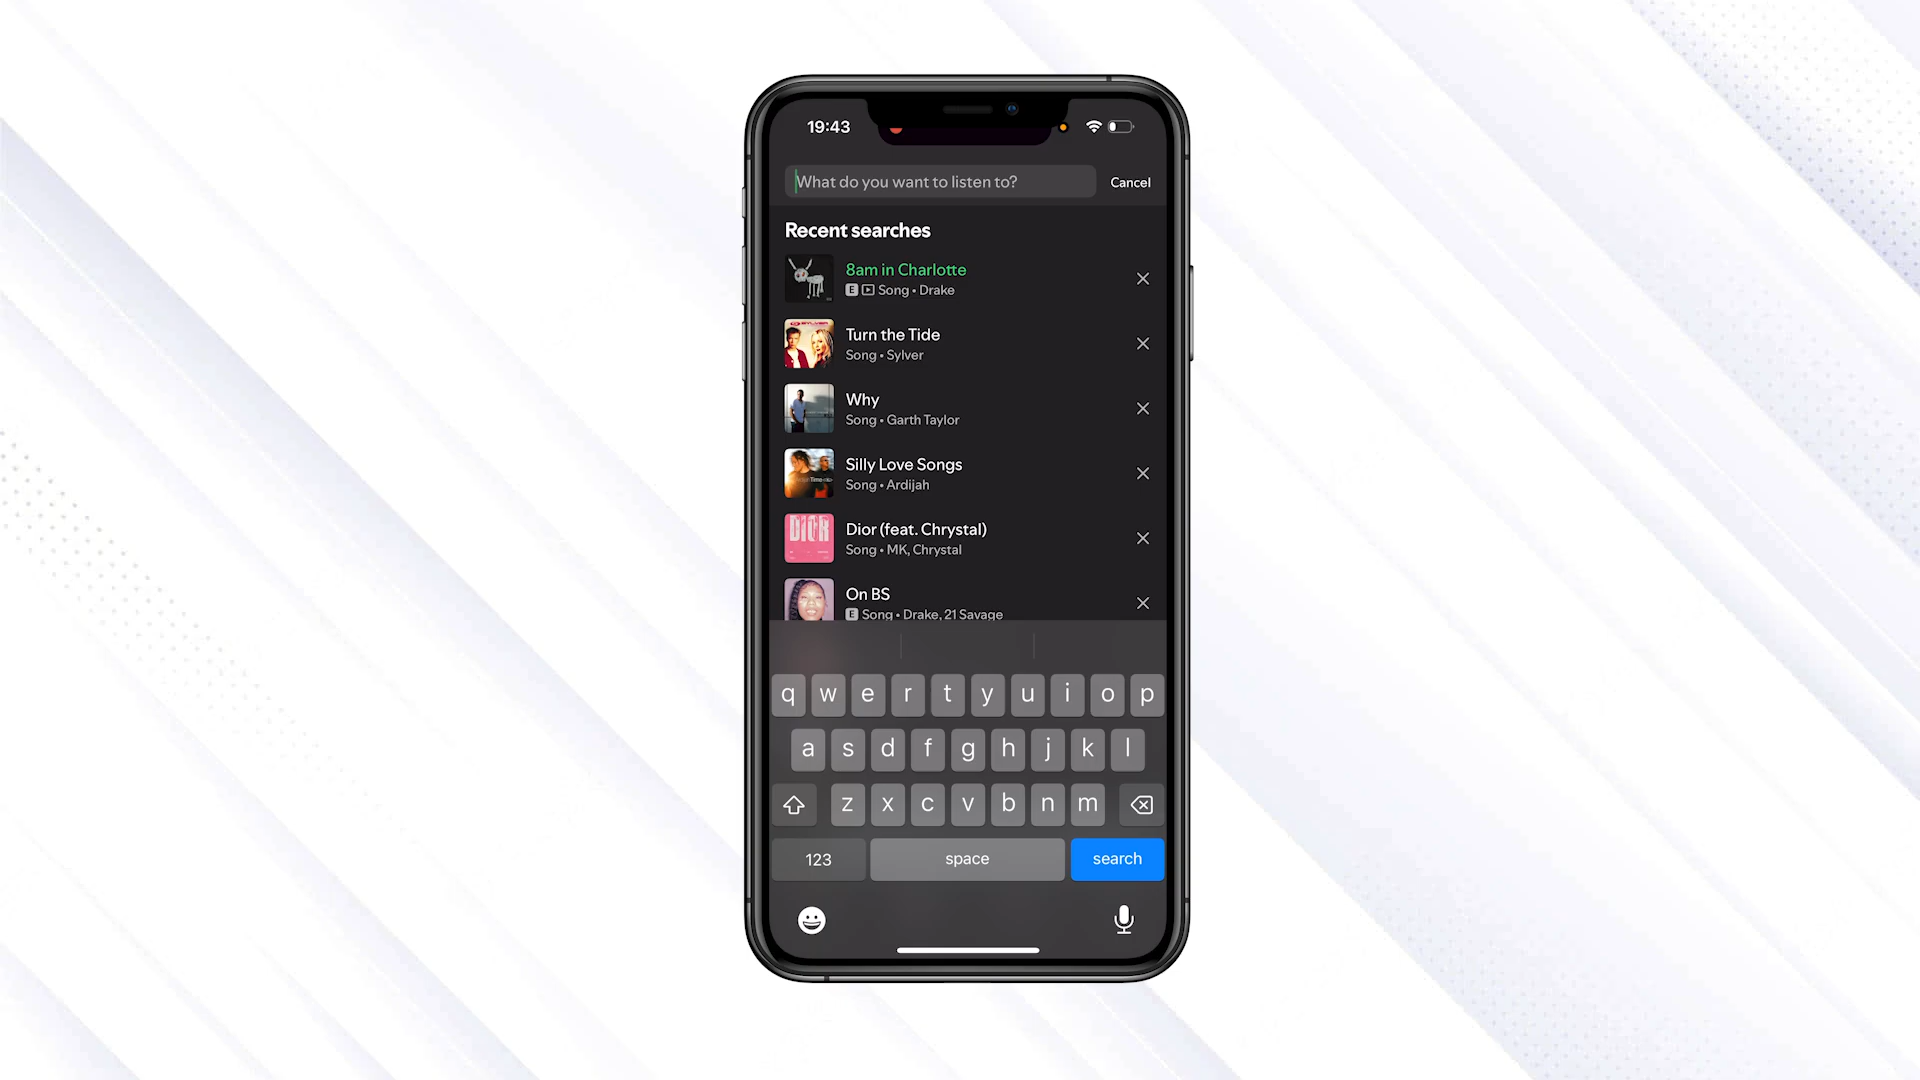 19:43
What do you want to listen to?
Cancel
Recent searches
8am in Charlotte
E Song • Drake
Turn the Tide
Song • Sylver
Why
Song • Garth Taylor
Silly Love Songs
Song • Ardijah
DIOR
Dior (feat. Chrystal)
Song • MK, Chrystal
On BS
E Song • Drake, 21 Savage
q w e r t y u i o p
a s d f g h j k l
z x c v b n m
123
space
search